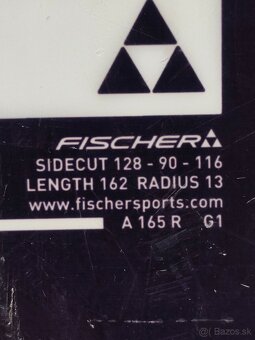 FISCHER
SIDECUT 128 - 90 - 116
LENGTH 162 RADIUS 13
www.fischersports.com
A 165 R G1
Bazos.sk